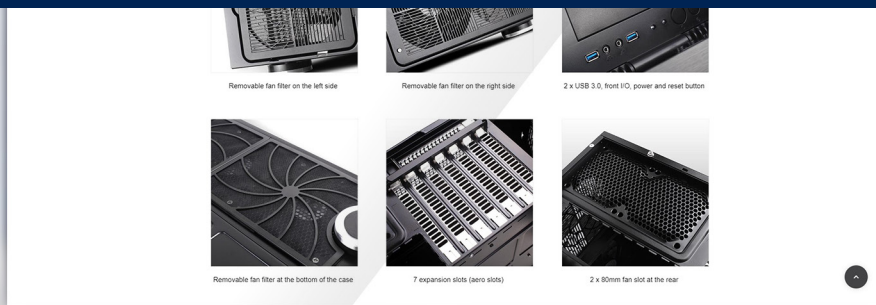 Removable fan filter on the left side
Removable fan filter on the right side
2 x USB 3.0, front I/O, power and reset button
Removable fan filter at the bottom of the case
7 expansion slots (aero slots)
2 x 80mm fan slot at the rear